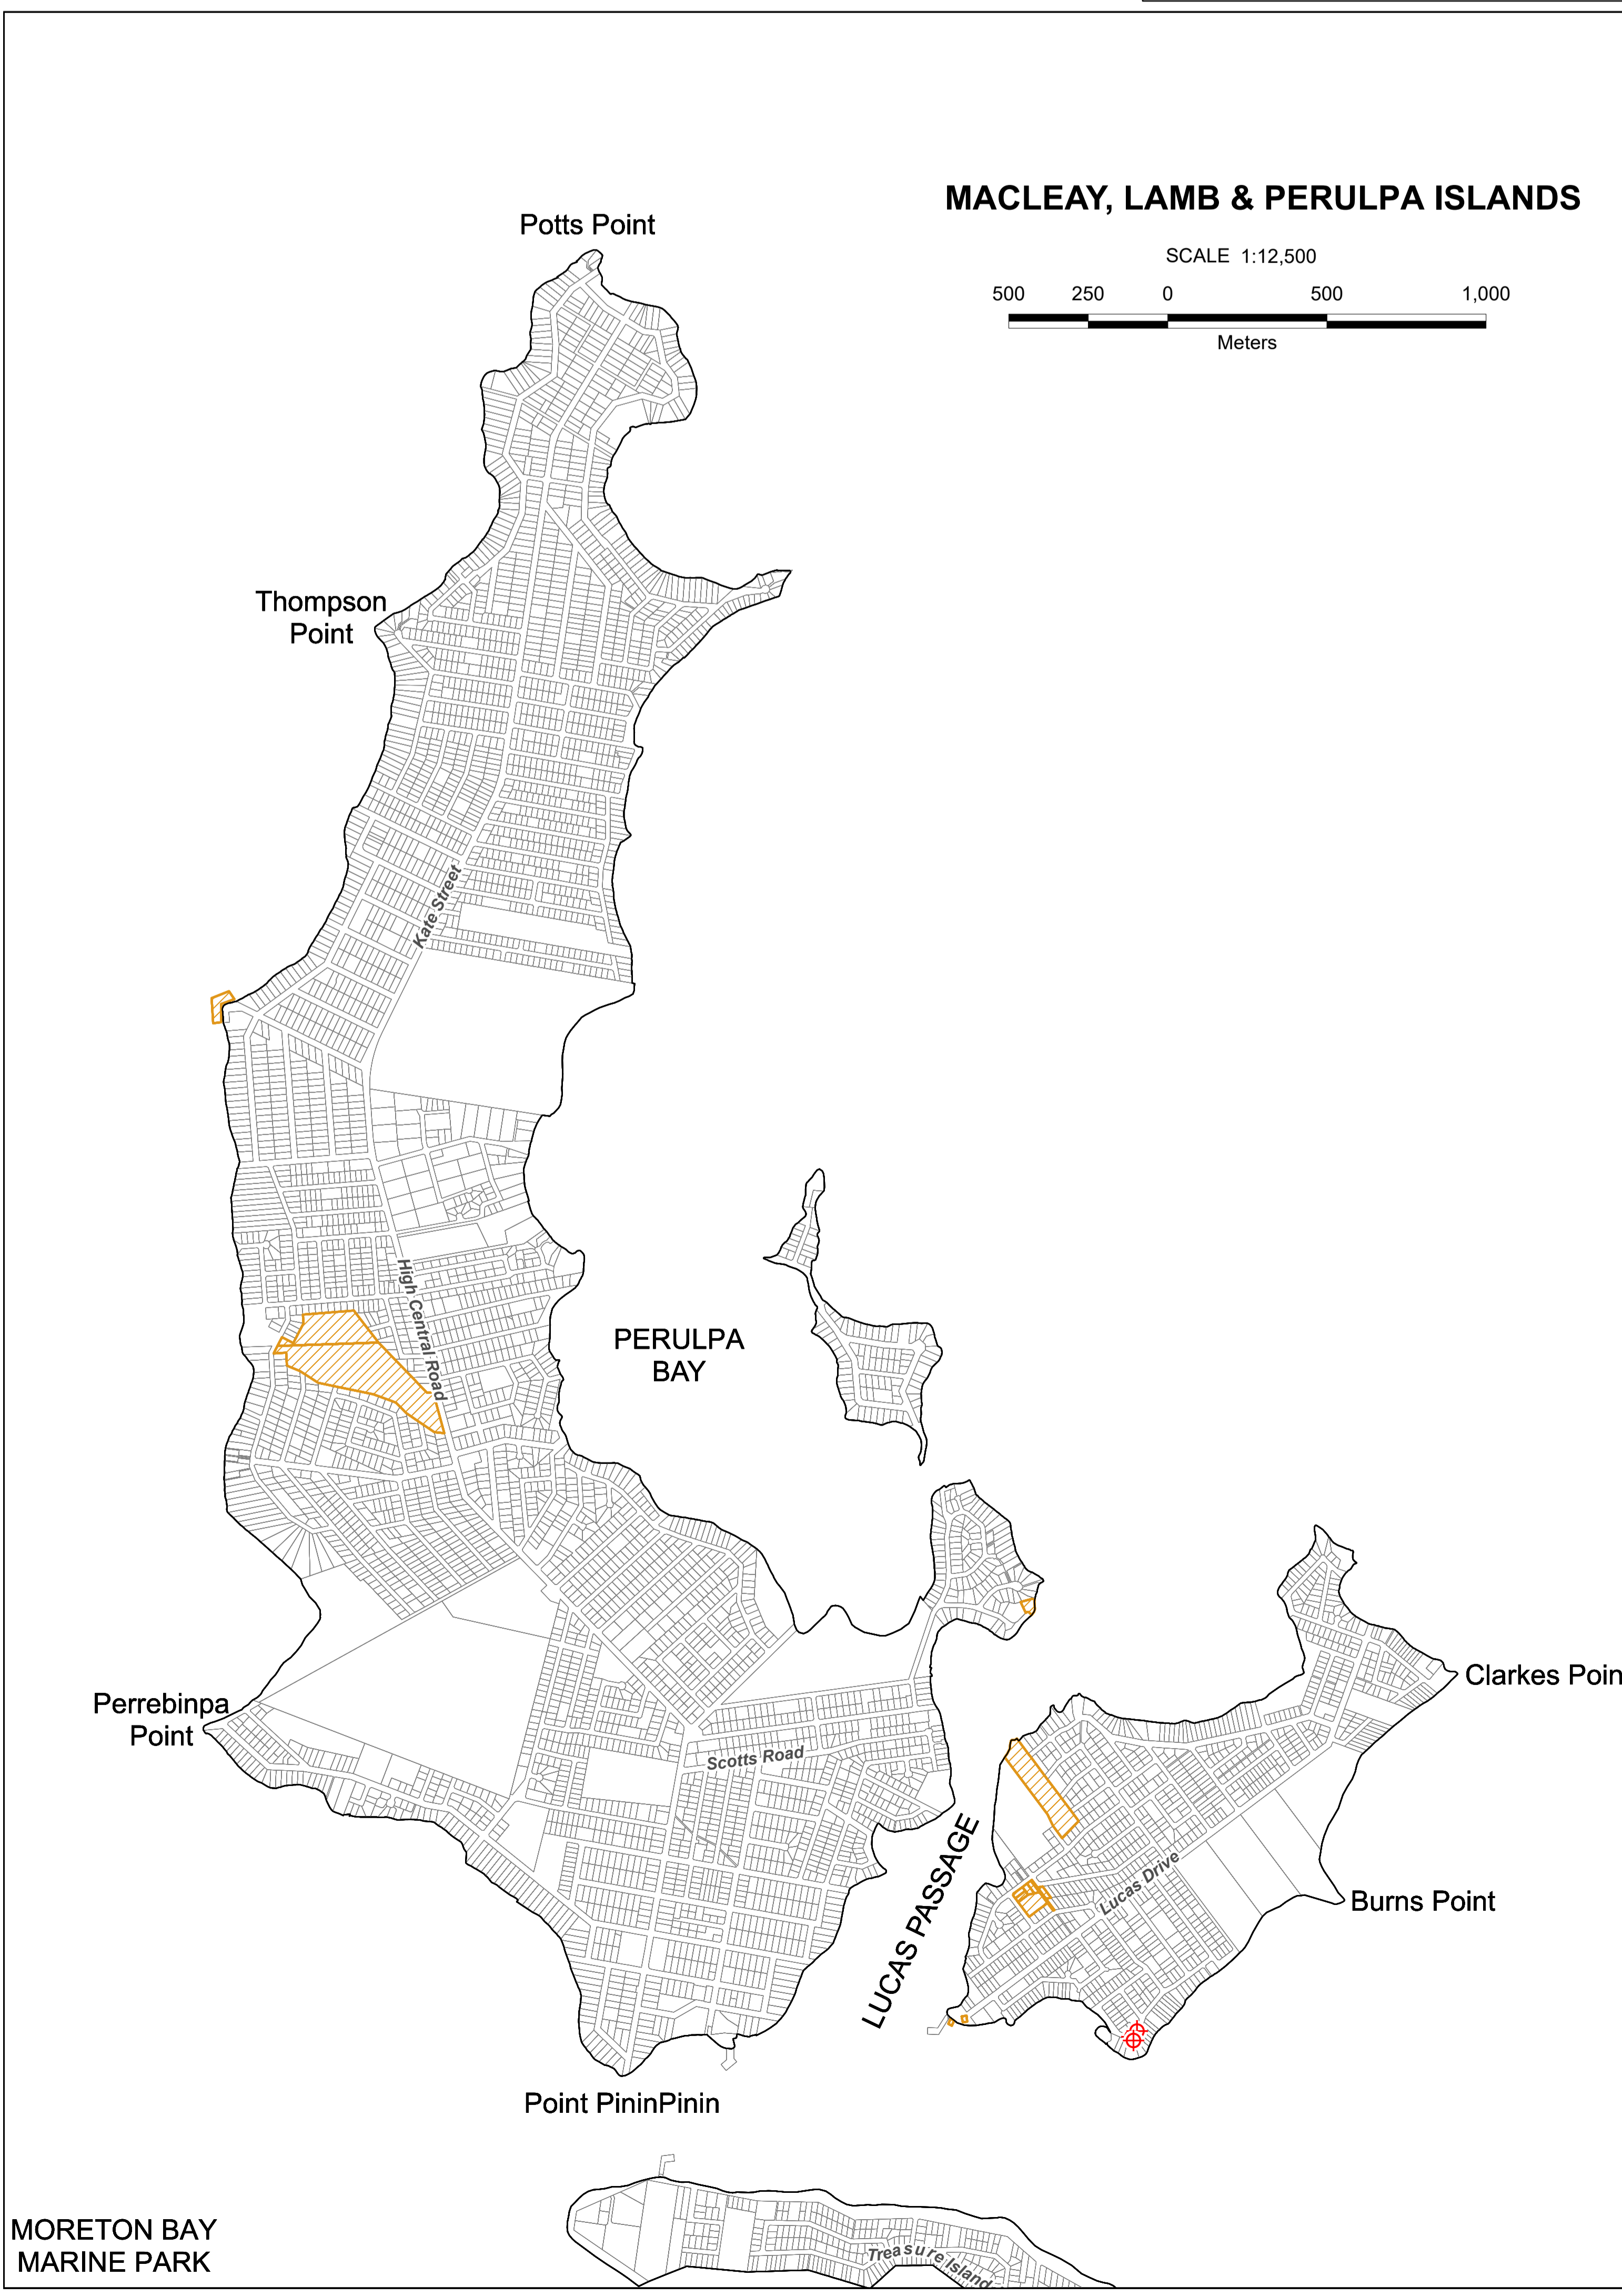 MACLEAY, LAMB & PERULPA ISLANDS
SCALE 1:12,500
500 250 0 500 1,000
Meters
Potts Point
Thompson
Point
Kate Street
High Central Road
PERULPA
BAY
Perrebinpa
Point
Scotts Road
LUCAS PASSAGE
Clarkes Poin
Lucas Drive
Burns Point
Point PininPinin
MORETON BAY
MARINE PARK
Treasure Island